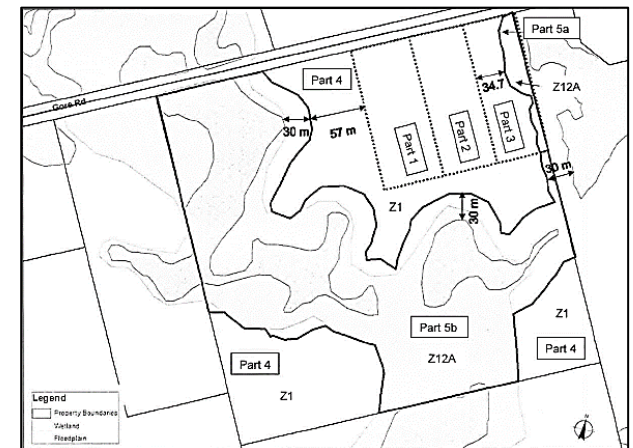 Part 5a
Gore Rd
Part 4
34.7
Z12A
30 m
57 m
Part 1
Part 2
Part 3
30 m
Z1
30 m
Part 5b
Z12A
Z1
Part 4
Part 4
Z1
Legend
Property Boundaries
Wetland
Floodplain